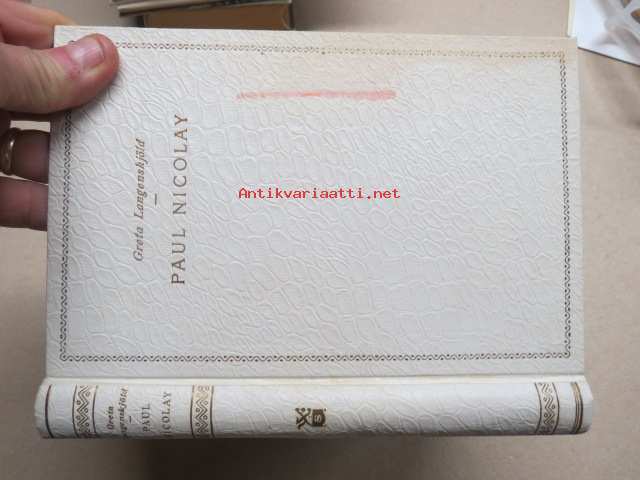 Greta Langenskjöld
PAUL NICOLAY
Antikvariaatti.net
Greta
Langenskjöld
PAUL
NICOLAY